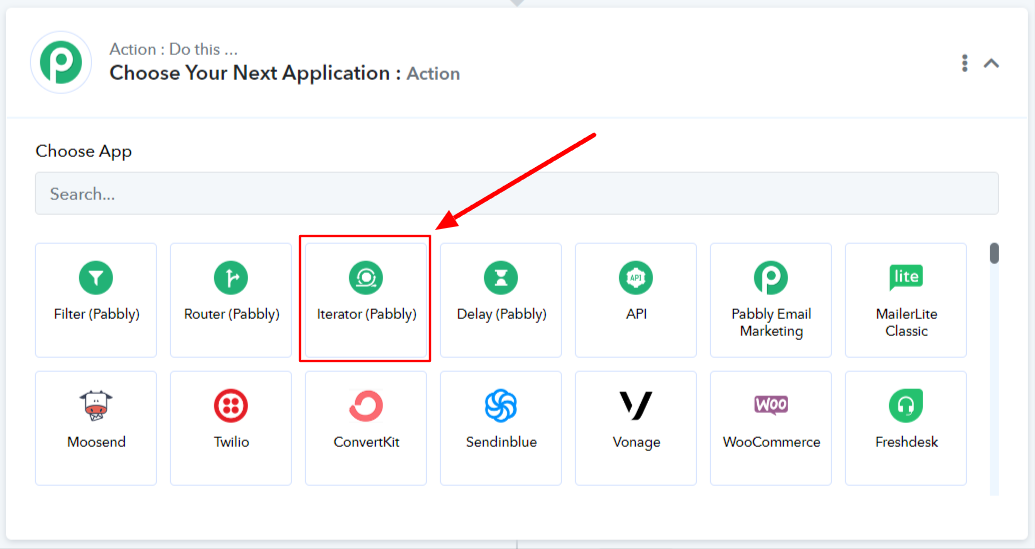 Action : Do this ...
Choose Your Next Application : Action
Choose App
Search...
Filter (Pabbly)
Router (Pabbly)
Iterator (Pabbly)
Delay (Pabbly)
API
API
Pabbly Email
Marketing
lite
MailerLite
Classic
Moosend
Twilio
ConvertKit
Sendinblue
Vonage
WOO
WooCommerce
Freshdesk